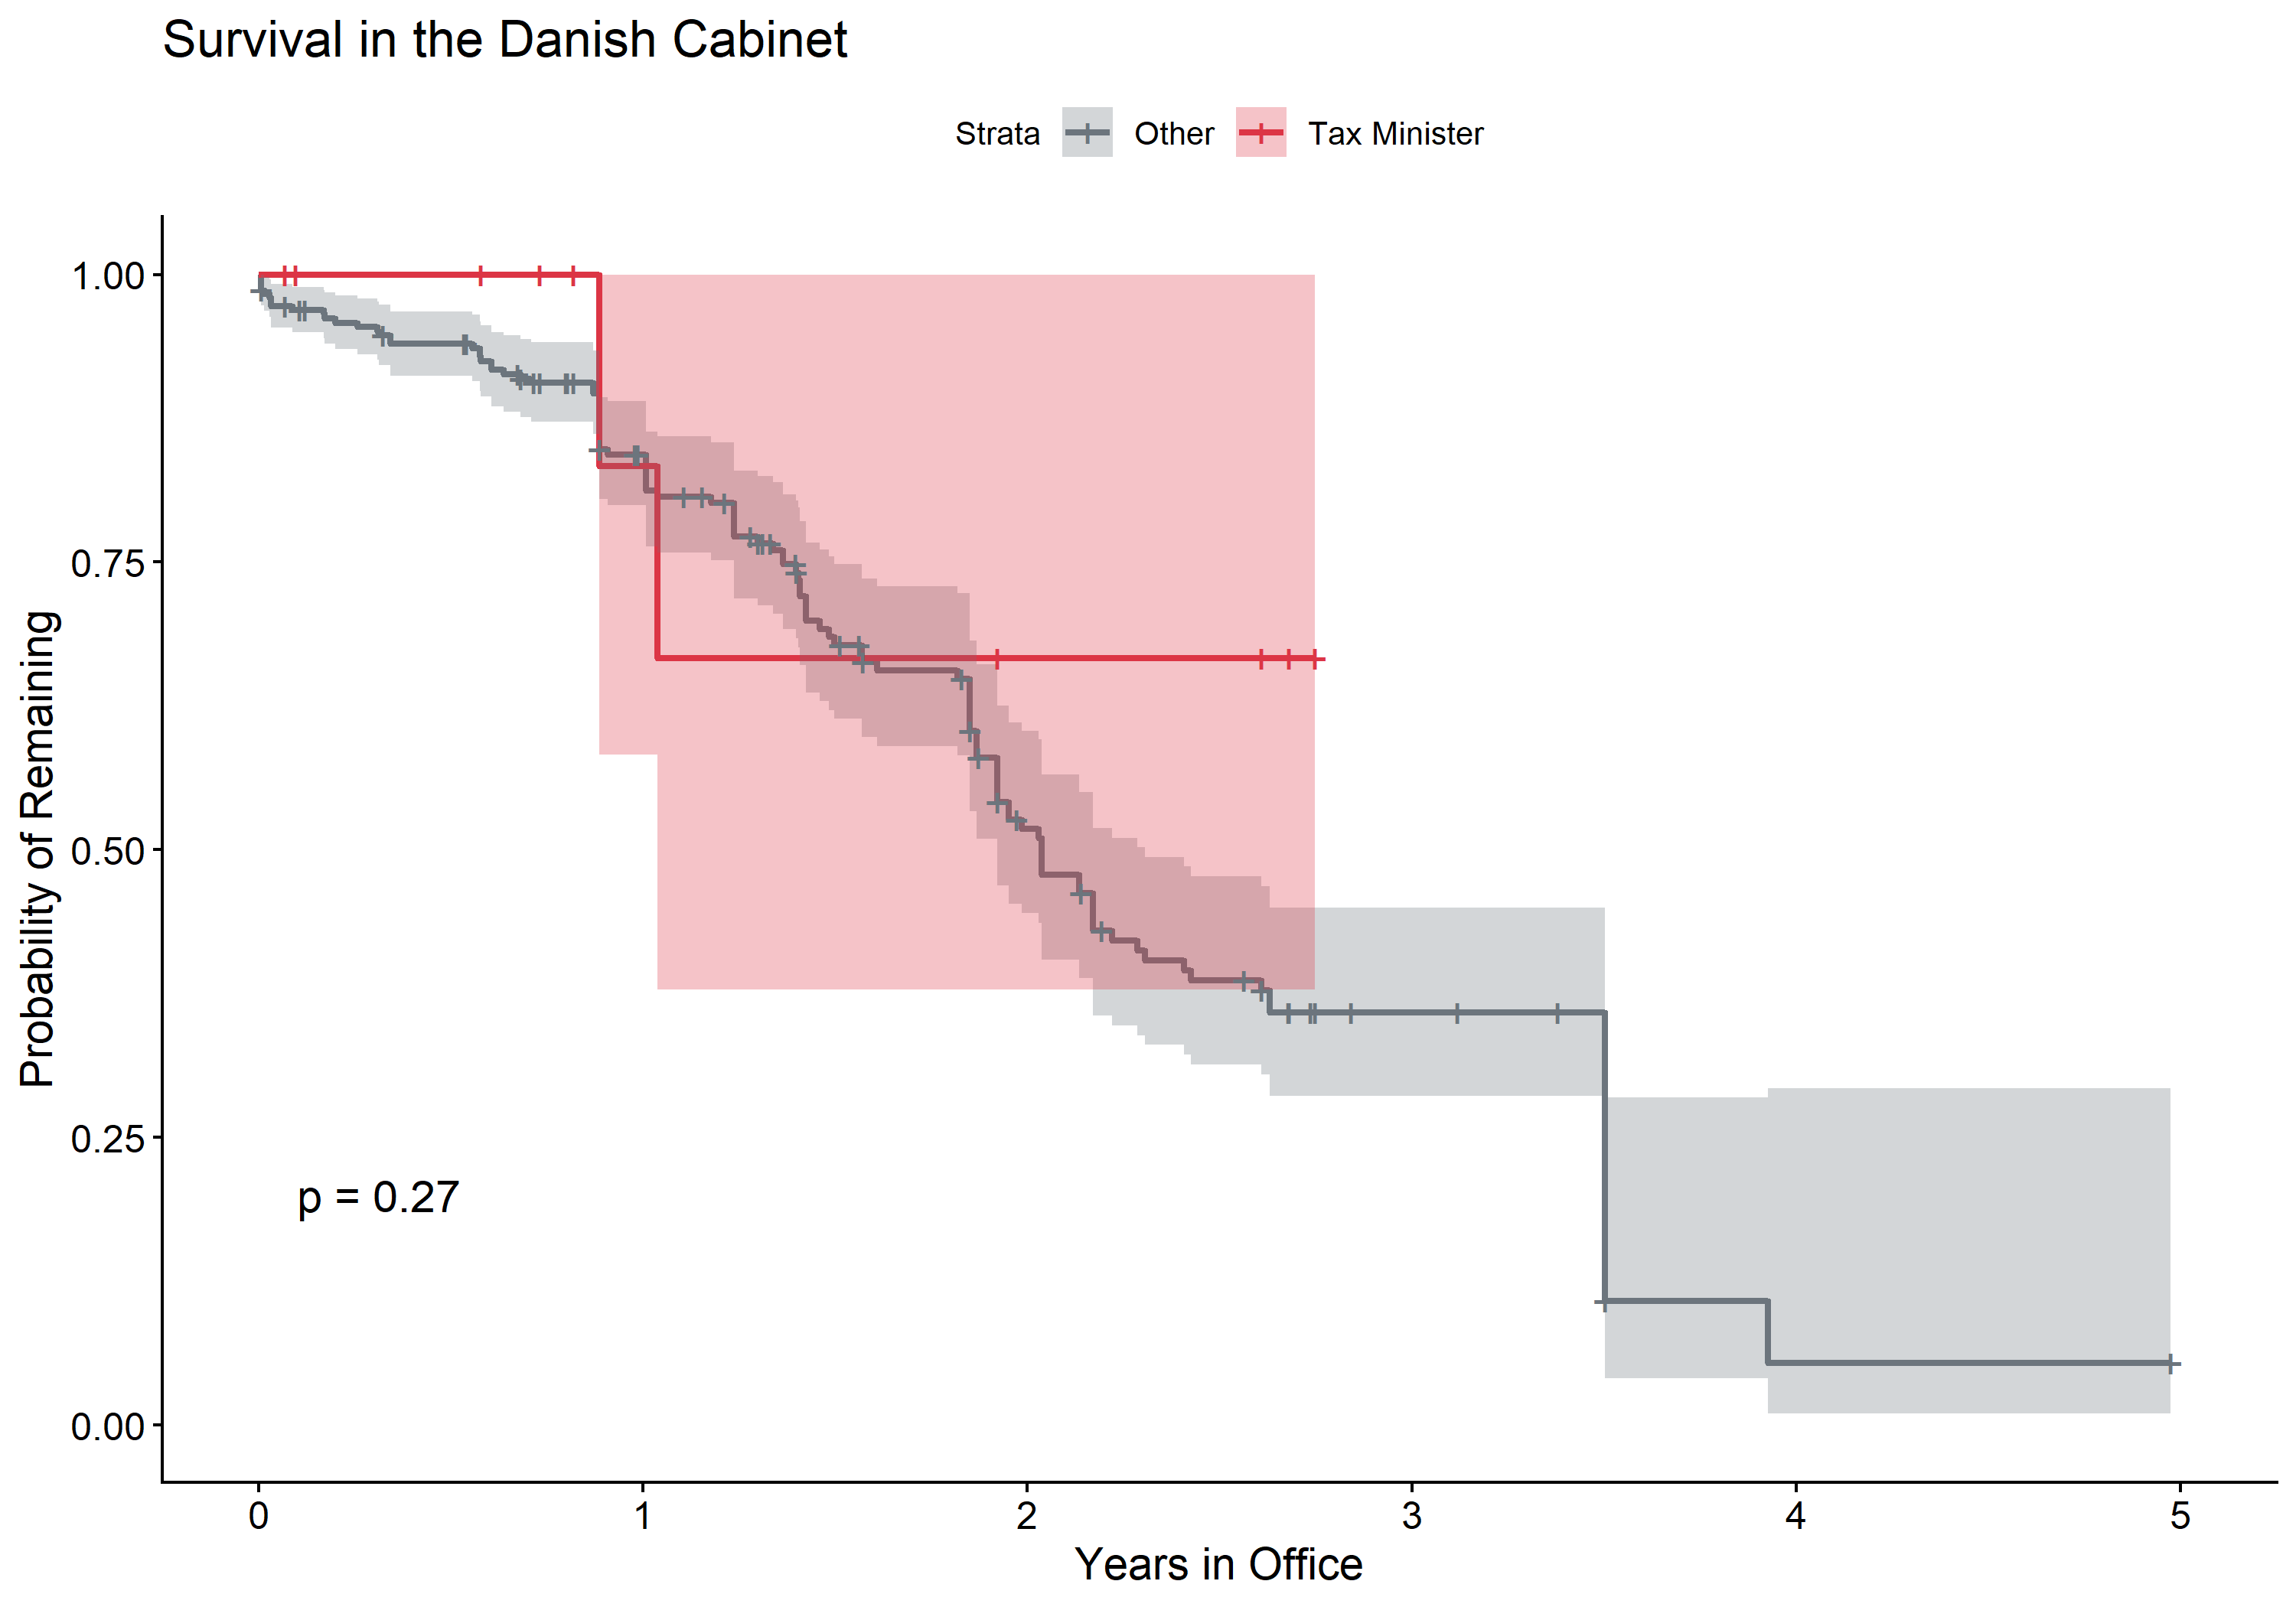 Survival in the Danish Cabinet
Strata Other Tax Minister
Probability of Remaining
1.00
0.75
0.50
0.25
0.00
p = 0.27
0 1 2 3 4 5
Years in Office